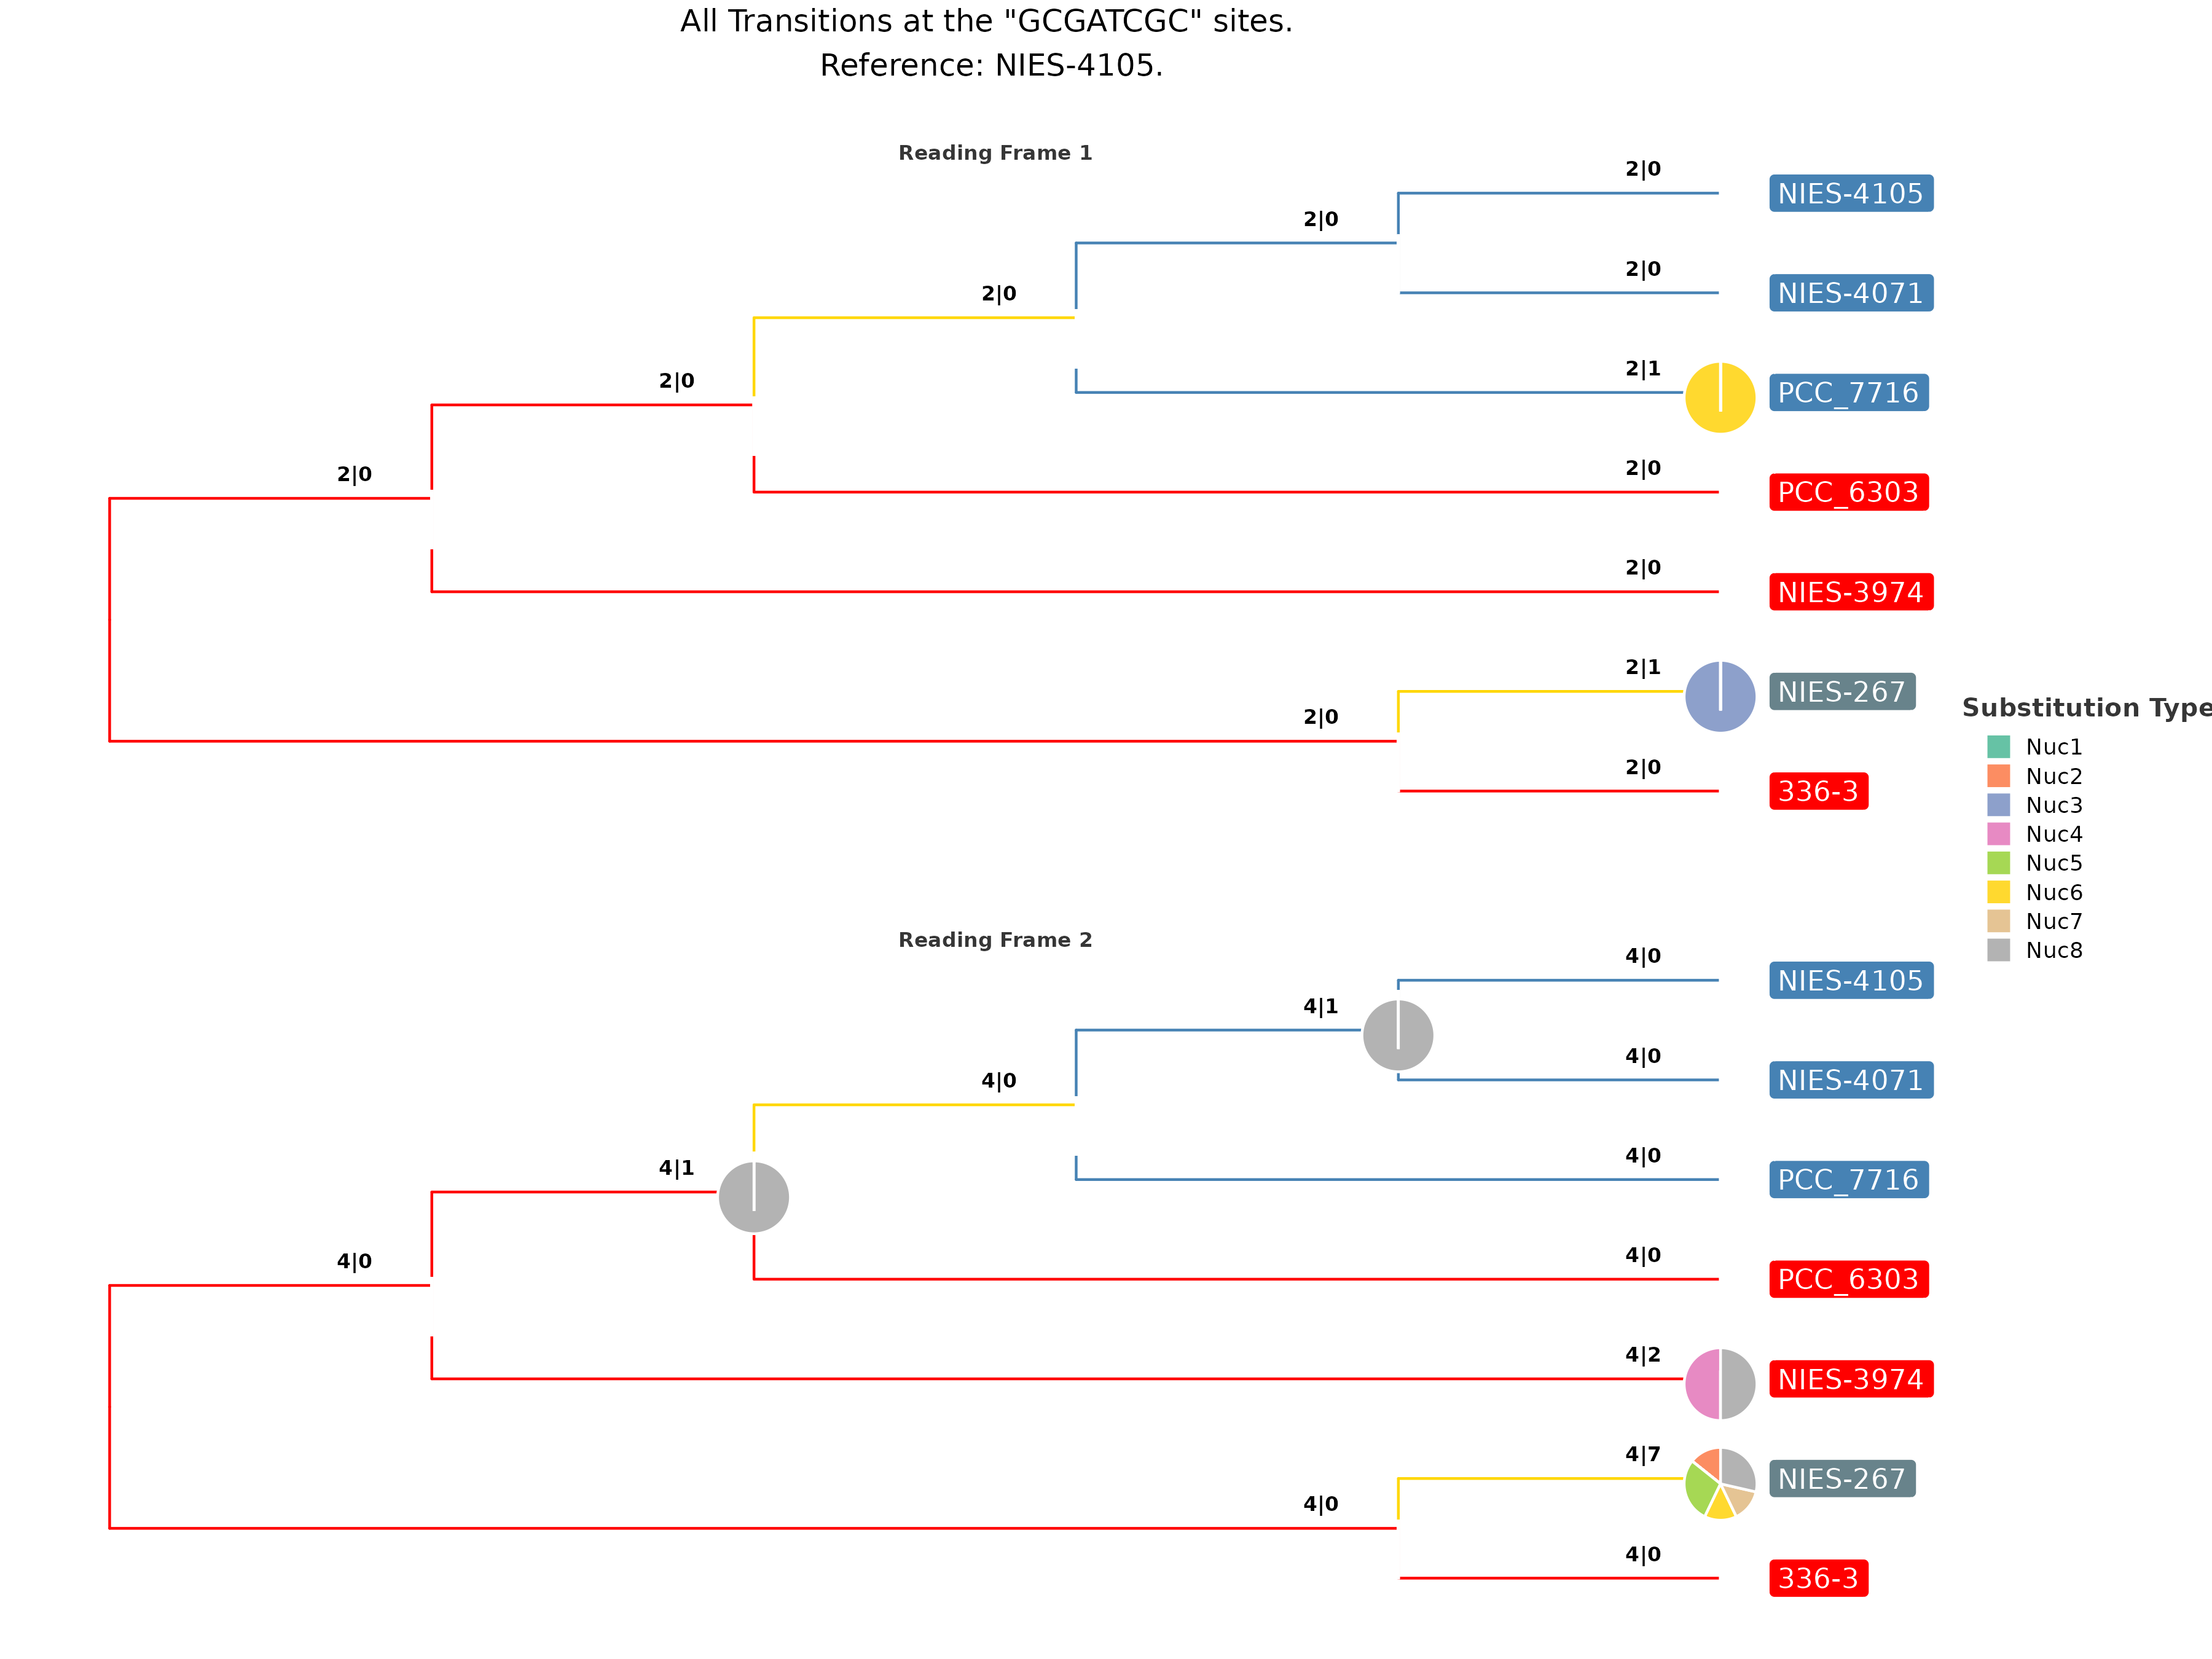 All Transitions at the "GCGATCGC" sites.
Reference: NIES-4105.
Reading Frame 1
2|0
NIES-4105
2|0
2|0
NIES-4071
2|0
2|1
PCC_7716
2|0
2|0
PCC_6303
2|0
2|0
NIES-3974
2|1
NIES-267
2|0
2|0
336-3
Substitution Type
Nuc1
Nuc2
Nuc3
Nuc4
Nuc5
Nuc6
Nuc7
Nuc8
Reading Frame 2
4|0
NIES-4105
4|1
4|0
NIES-4071
4|0
4|0
PCC_7716
4|1
4|0
PCC_6303
4|0
4|2
NIES-3974
4|7
NIES-267
4|0
4|0
336-3